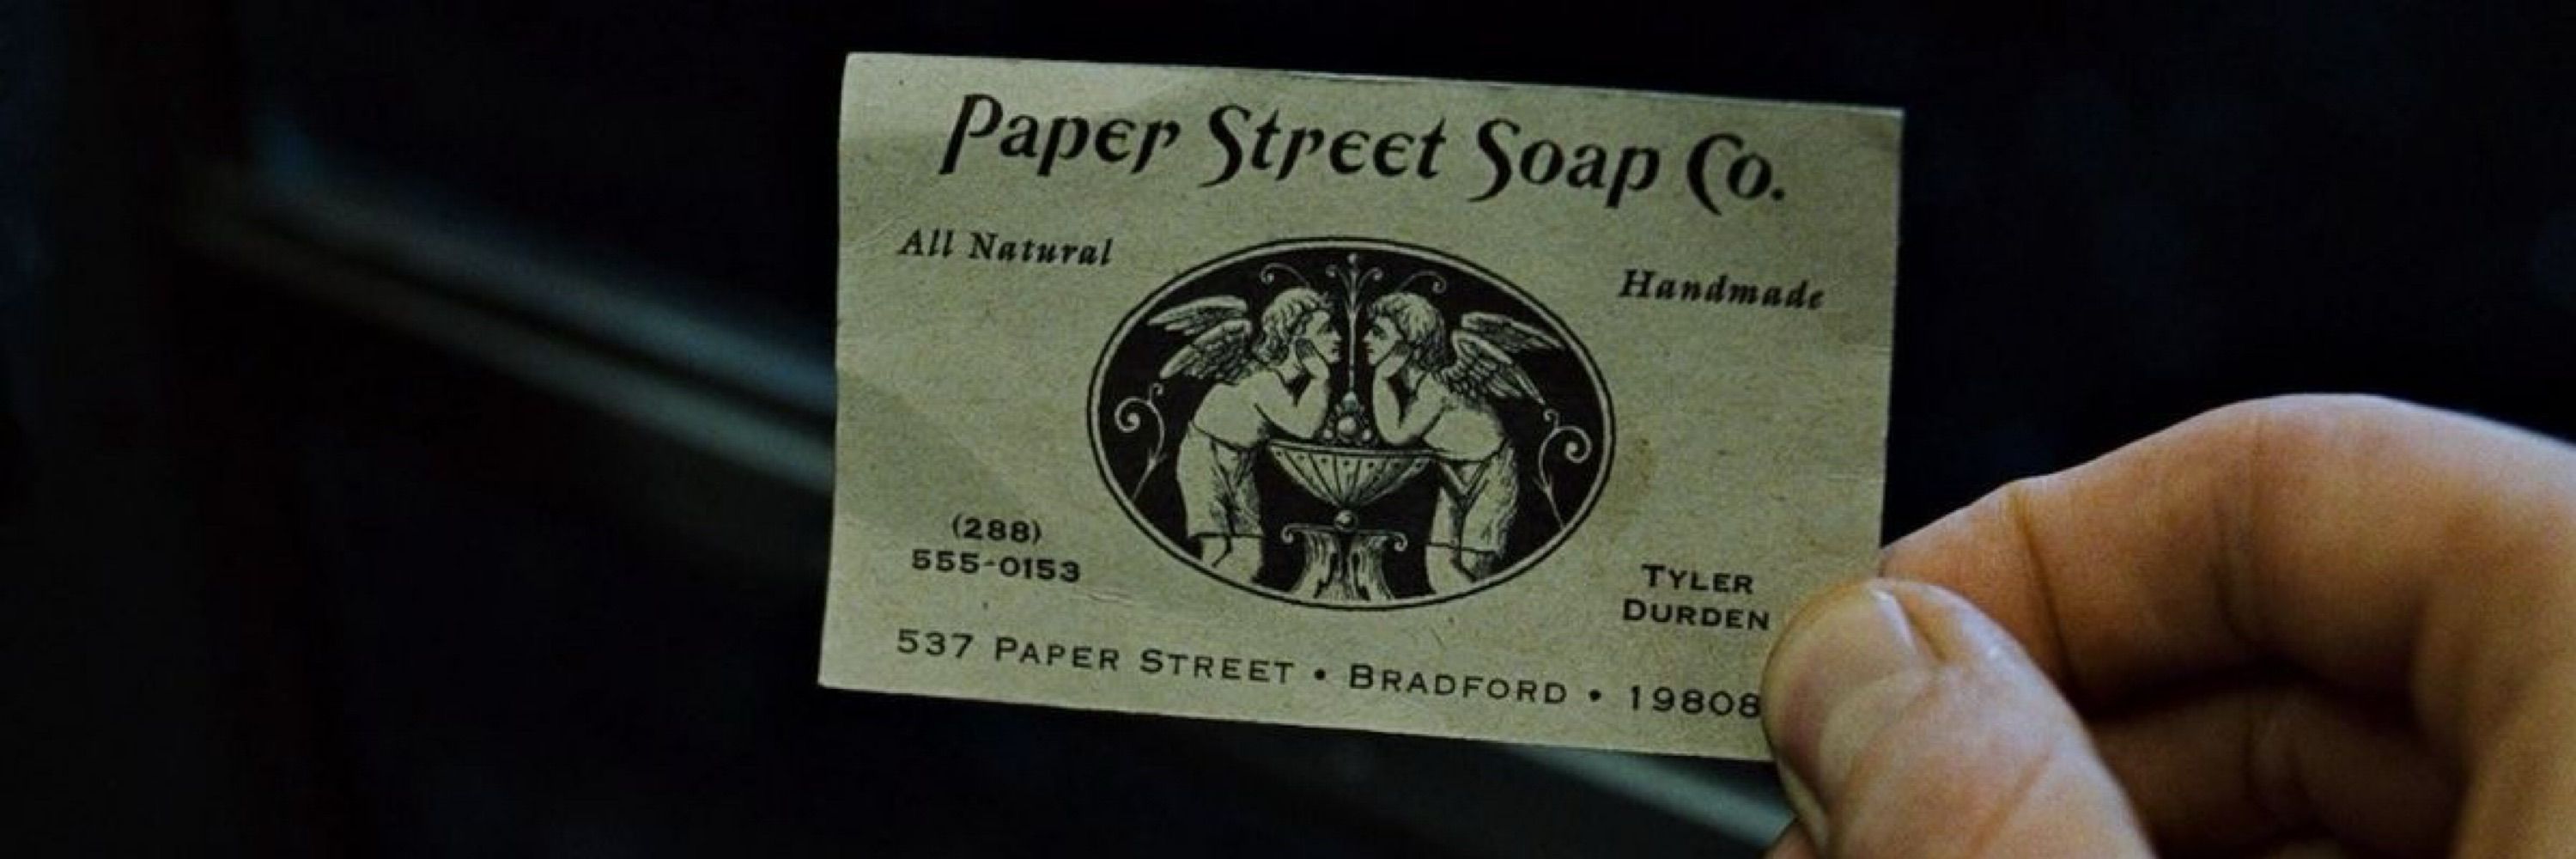 Paper Street Soap Co.
All Natural
Handmade
(288)
555-0153
TYLER
DURDEN
537 PAPER STREET • BRADFORD • 19808